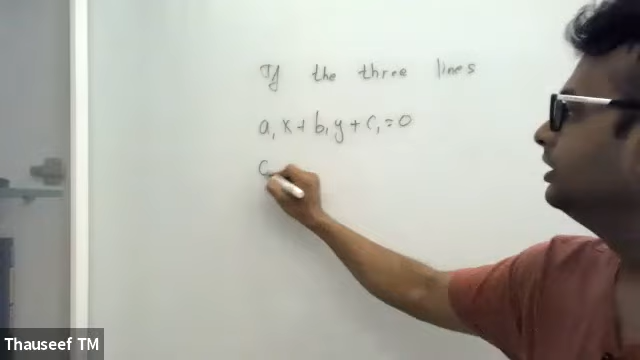 If the three lines
a₁x + b₁y + c₁ = 0
Thauseef TM